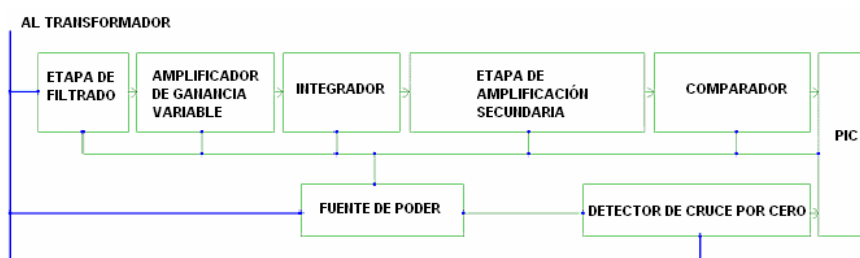 AL TRANSFORMADOR
ETAPA DE
FILTRADO
AMPLIFICADOR
DE GANANCIA
VARIABLE
INTEGRADOR
ETAPA DE
AMPLIFICACIÓN
SECUNDARIA
COMPARADOR
PIC
FUENTE DE PODER
DETECTOR DE CRUCE POR CERO